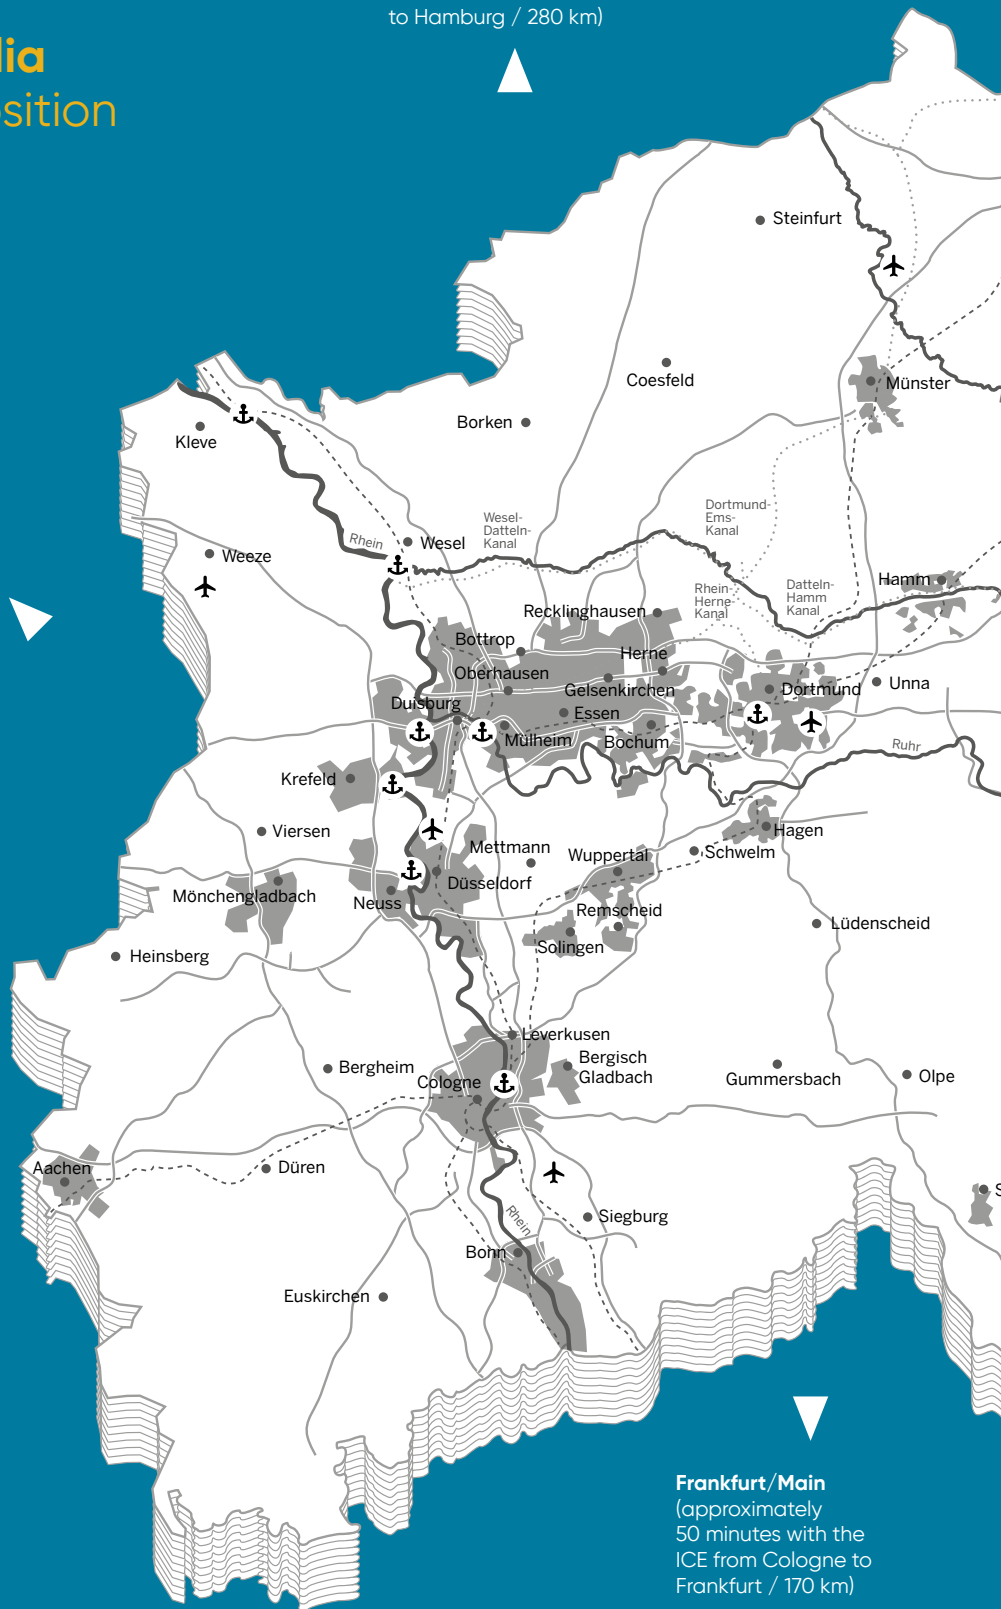 to Hamburg / 280 km)
lia
sition
Steinfurt
Coesfeld
Münster
Borken
Kleve
Dortmund-
Ems-
Kanal
Wesel-
Datteln-
Kanal
Rhein
Wesel
Weeze
Rhein-
Herne-
Kanal
Datteln-
Hamm
Kanal
Hamm
Recklinghausen
Bottrop
Herne
Oberhausen
Gelsenkirchen
Dortmund
Unna
Duisburg
Essen
Mülheim
Bochum
Ruhr
Krefeld
Viersen
Hagen
Mettmann
Wuppertal
Schwelm
Düsseldorf
Mönchengladbach
Neuss
Remscheid
Lüdenscheid
Solingen
Heinsberg
Leverkusen
Bergheim
Bergisch
Gladbach
Cologne
Gummersbach
Olpe
Aachen
Düren
S
Rhein
Siegburg
Bonn
Euskirchen
Frankfurt/Main
(approximately
50 minutes with the
ICE from Cologne to
Frankfurt / 170 km)